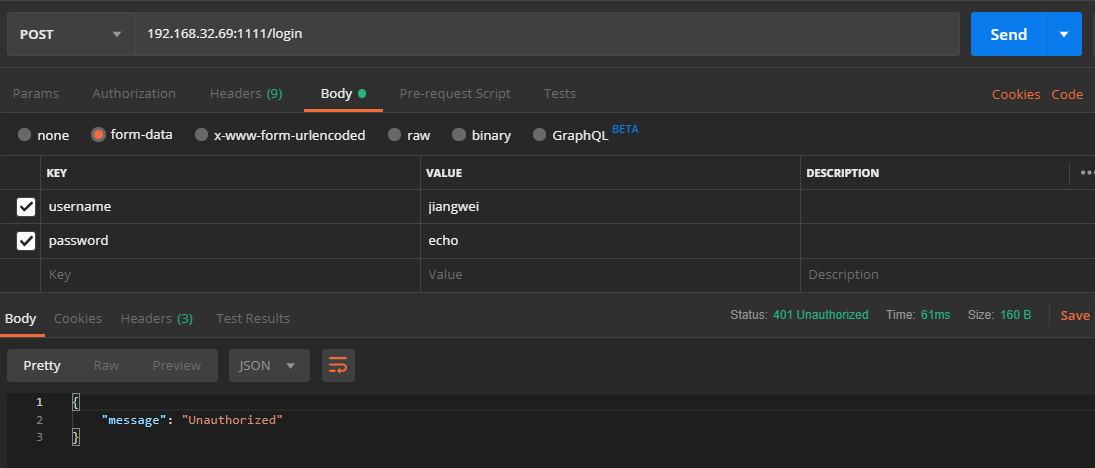 POST 192.168.32.69:1111/login Send
Params Authorization Headers (9) Body Pre-request Script Tests Cookies Code
none form-data x-www-form-urlencoded raw binary GraphQL BETA
KEY VALUE DESCRIPTION
username jiangwei
password echo
Key Value Description
Body Cookies Headers (3) Test Results Status: 401 Unauthorized Time: 61ms Size: 160 B Save
Pretty Raw Preview JSON
1 {
2 "message": "Unauthorized"
3 }